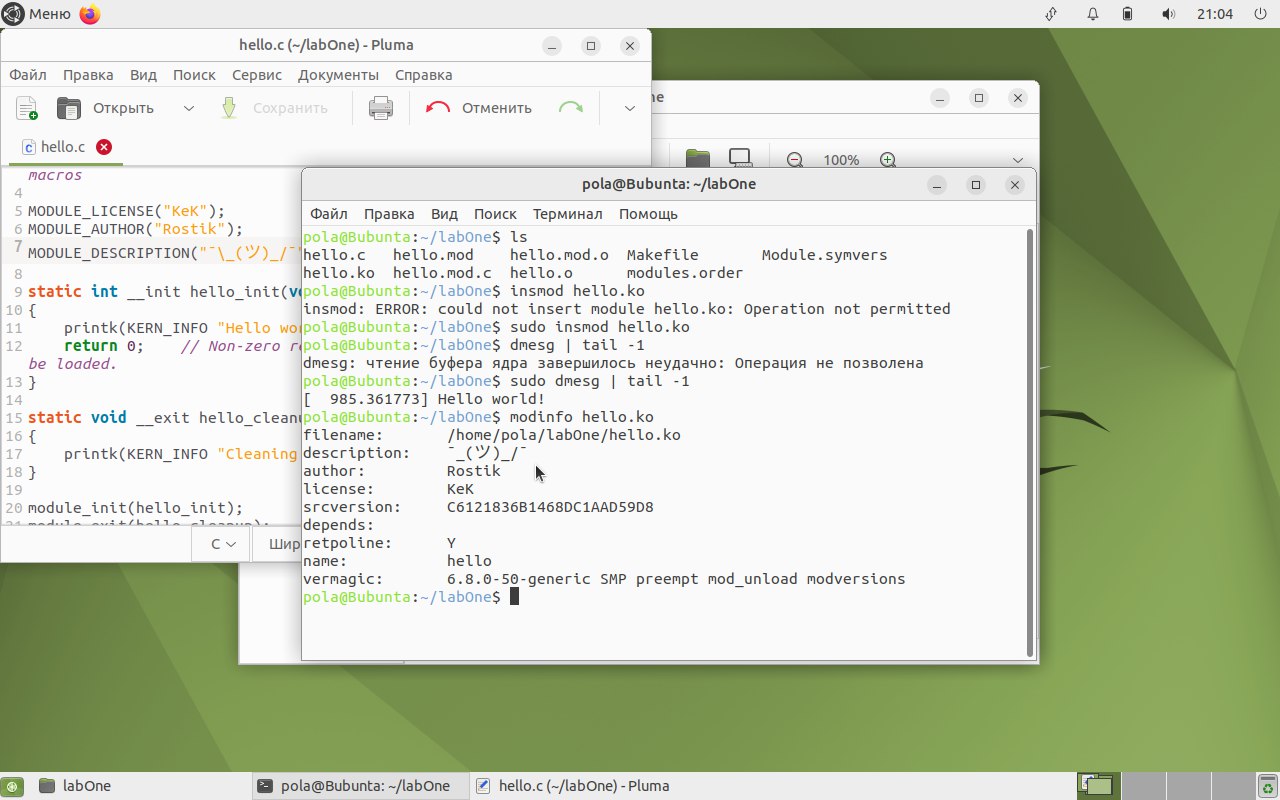 Меню
21:04
hello.c (~/labOne) - Pluma
Файл Правка Вид Поиск Сервис Документы Справка
Открыть Сохранить Отменить
hello.c
100%
macros
4
5 MODULE_LICENSE("KeK");
6 MODULE_AUTHOR("Rostik");
7 MODULE_DESCRIPTION("¯\_(ツ)_/¯"
8
9 static int __init hello_init(
10 {
11 printk(KERN_INFO "Hello
12 return 0; // Non-zero
be loaded.
13 }
14
15 static void __exit
16 {
17 printk(KERN_INFO "Cleaning
18 }
19
20 module_init(hello_init);
21 module_exit(hello_cleanup);
C
pola@Bubunta: ~/labOne
Файл Правка Вид Поиск Терминал Помощь
pola@Bubunta:~/labOne$ ls
hello.c hello.mod hello.mod.o Makefile Module.symvers
hello.ko hello.mod.c hello.o modules.order
pola@Bubunta:~/labOne$ insmod hello.ko
insmod: ERROR: could not insert module hello.ko: Operation not permitted
pola@Bubunta:~/labOne$ sudo insmod hello.ko
pola@Bubunta:~/labOne$ dmesg | tail -1
dmesg: чтение буфера ядра завершилось неудачно: Операция не позволена
pola@Bubunta:~/labOne$ sudo dmesg | tail -1
[ 985.361773] Hello world!
pola@Bubunta:~/labOne$ modinfo hello.ko
filename: /home/pola/labOne/hello.ko
description: ¯_(ツ)_/¯
author: Rostik
license: KeK
srcversion: C6121836B1468DC1AAD59D8
depends:
retpoline: Y
name: hello
vermagic: 6.8.0-50-generic SMP preempt mod_unload modversions
pola@Bubunta:~/labOne$
labOne
pola@Bubunta: ~/labOne
hello.c (~/labOne) - Pluma